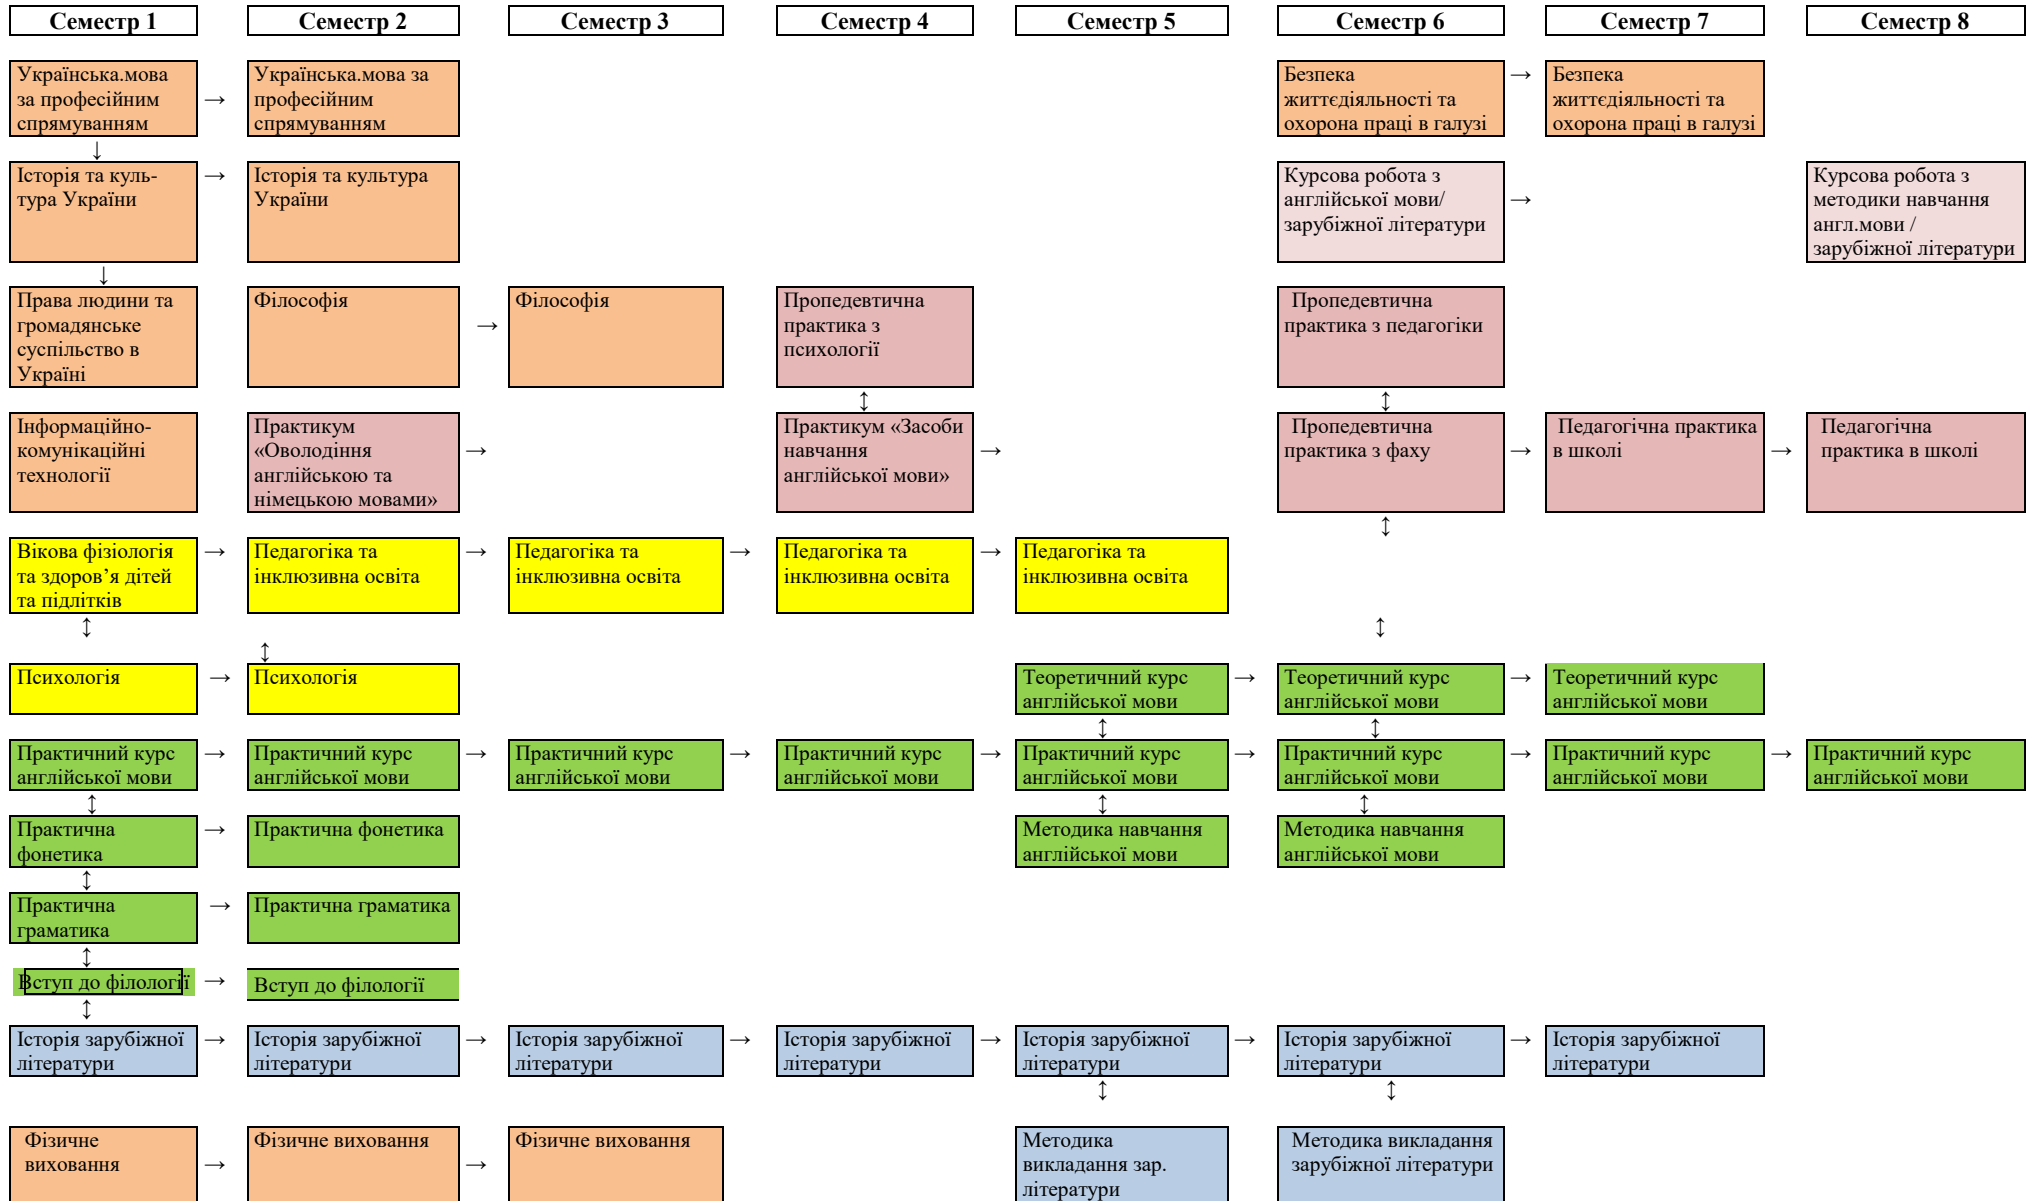 Семестр 1
Семестр 2
Семестр 3
Семестр 4
Семестр 5
Семестр 6
Семестр 7
Семестр 8
Українська.мова
за професійним
спрямуванням
→
Українська.мова за
професійним
спрямуванням
Безпека
життєдіяльності та
охорона праці в галузі
→
Безпека
життєдіяльності та
охорона праці в галузі
↓
Історія та куль-
тура України
→
Історія та культура
України
Курсова робота з
англійської мови/
зарубіжної літератури
→
Курсова робота з
методики навчання
англ.мови /
зарубіжної літератури
↓
Права людини та
громадянське
суспільство в
Україні
Філософія
→
Філософія
Пропедевтична
практика з
психології
Пропедевтична
практика з педагогіки
↕
↕
Інформаційно-
комунікаційні
технології
Практикум
«Оволодіння
англійською та
німецькою мовами»
→
Практикум «Засоби
навчання
англійської мови»
→
Пропедевтична
практика з фаху
→
Педагогічна практика
в школі
→
Педагогічна
практика в школі
↕
Вікова фізіологія
та здоров’я дітей
та підлітків
→
Педагогіка та
інклюзивна освіта
→
Педагогіка та
інклюзивна освіта
→
Педагогіка та
інклюзивна освіта
→
Педагогіка та
інклюзивна освіта
↕
↕
↕
Психологія
→
Психологія
Теоретичний курс
англійської мови
→
Теоретичний курс
англійської мови
→
Теоретичний курс
англійської мови
↕
↕
Практичний курс
англійської мови
→
Практичний курс
англійської мови
→
Практичний курс
англійської мови
→
Практичний курс
англійської мови
→
Практичний курс
англійської мови
→
Практичний курс
англійської мови
→
Практичний курс
англійської мови
→
Практичний курс
англійської мови
↕
↕
↕
Практична
фонетика
→
Практична фонетика
Методика навчання
англійської мови
Методика навчання
англійської мови
↕
Практична
граматика
→
Практична граматика
↕
Вступ до філології
→
Вступ до філології
↕
Історія зарубіжної
літератури
→
Історія зарубіжної
літератури
→
Історія зарубіжної
літератури
→
Історія зарубіжної
літератури
→
Історія зарубіжної
літератури
→
Історія зарубіжної
літератури
→
Історія зарубіжної
літератури
↕
↕
Фізичне
виховання
→
Фізичне виховання
→
Фізичне виховання
Методика
викладання зар.
літератури
Методика викладання
зарубіжної літератури